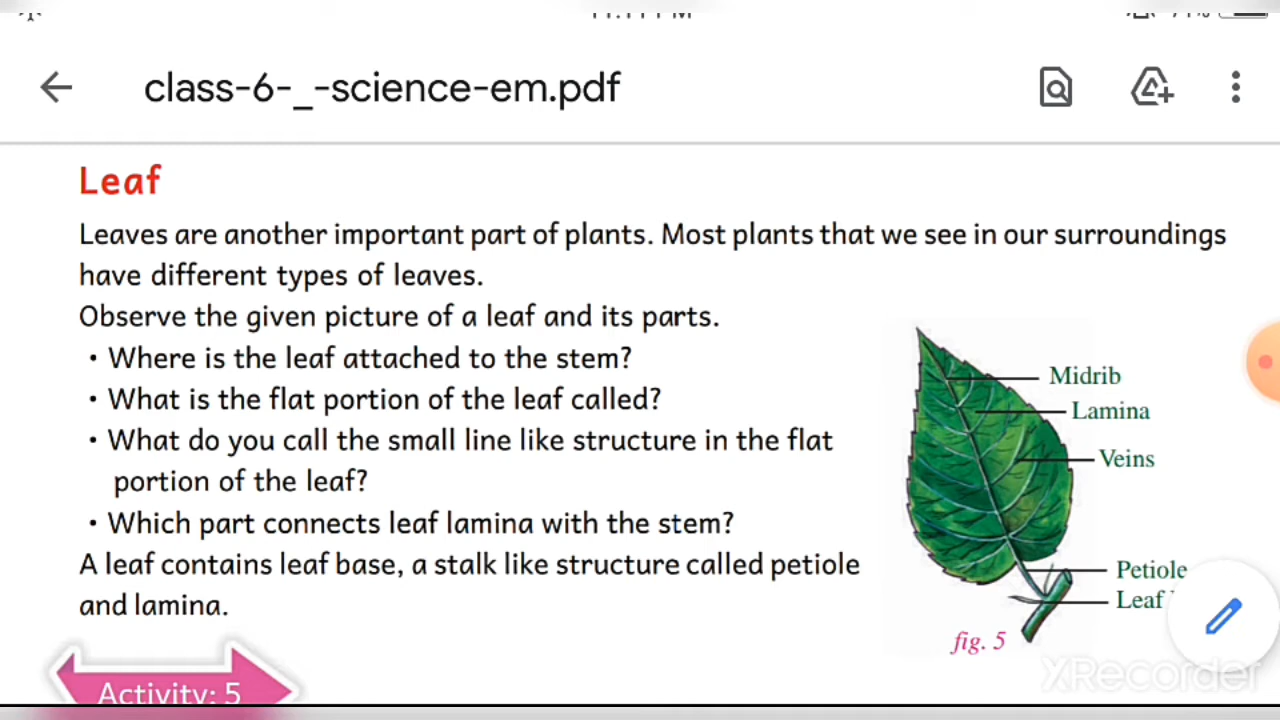 class-6-_-science-em.pdf
Leaf
Leaves are another important part of plants. Most plants that we see in our surroundings
have different types of leaves.
Observe the given picture of a leaf and its parts.
• Where is the leaf attached to the stem?
• What is the flat portion of the leaf called?
• What do you call the small line like structure in the flat
portion of the leaf?
• Which part connects leaf lamina with the stem?
A leaf contains leaf base, a stalk like structure called petiole
and lamina.
Midrib
Lamina
Veins
Petiole
Leaf
fig. 5
Activity: 5
XRecorder